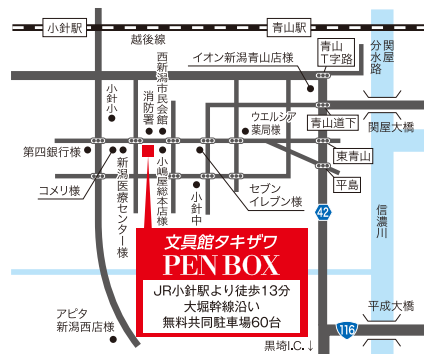 小針駅
青山駅
越後線
青山
T字路
関屋
分水路
イオン新潟青山店様
西新潟市民会館
消防署
小針小
ウエルシア
薬局様
青山道下
関屋大橋
第四銀行様
コメリ様
新潟医療センター様
小嶋屋総本店様
小針中
セブン
イレブン様
東青山
平島
信濃川
42
文具館タキザワ
PEN BOX
JR小針駅より徒歩13分
大堀幹線沿い
無料共同駐車場60台
アピタ
新潟西店様
平成大橋
116
黒埼I.C.↓